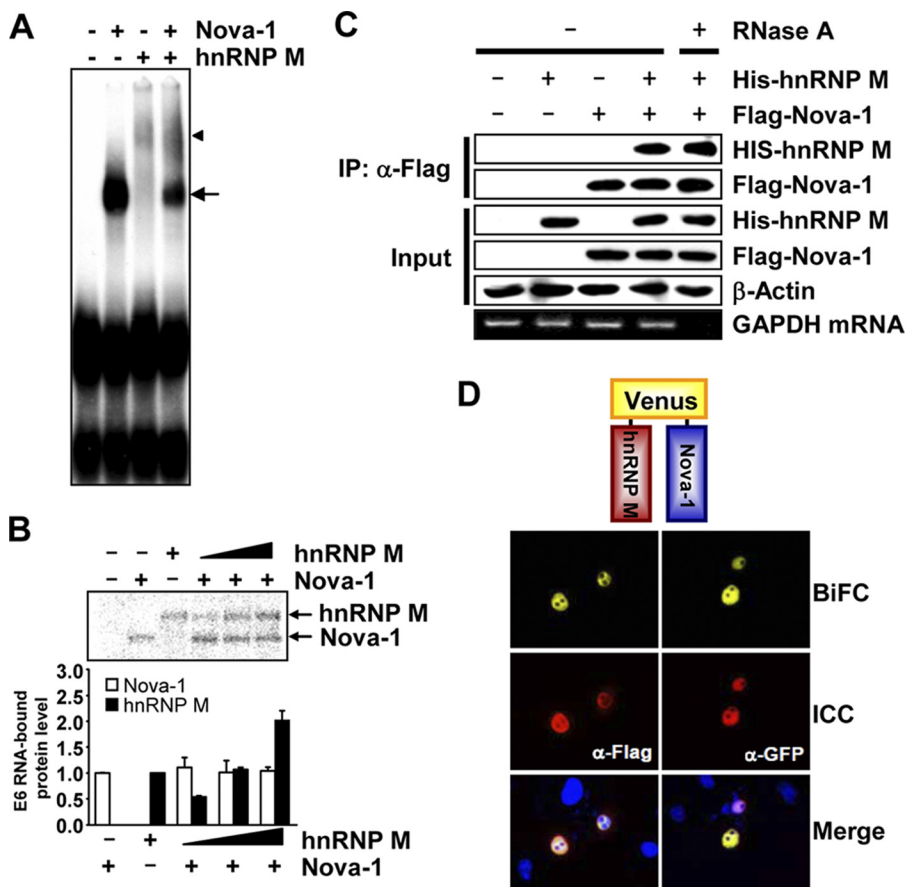 A
- + - + Nova-1
- - + + hnRNP M
B
- - + hnRNP M
- + - + + + Nova-1
hnRNP M
Nova-1
E6 RNA-bound
protein level
3.0
2.5
2.0
1.5
1.0
0.5
0.0
Nova-1
hnRNP M
- + hnRNP M
+ - + + + Nova-1
C
- + RNase A
- + - + + His-hnRNP M
- - + + + Flag-Nova-1
IP: α-Flag
HIS-hnRNP M
Flag-Nova-1
Input
His-hnRNP M
Flag-Nova-1
β-Actin
GAPDH mRNA
D
Venus
hnRNP M
Nova-1
BiFC
ICC
α-Flag
α-GFP
Merge